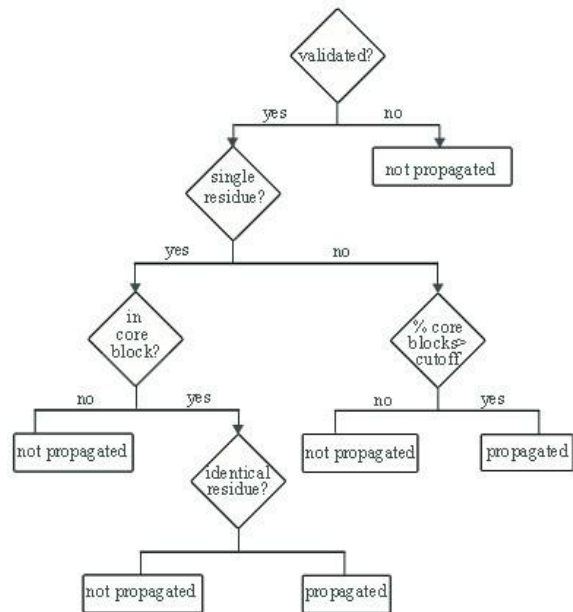 validated?
yes
no
single
residue?
not propagated
yes
no
in
core
block?
% core
blocks>
cutoff
no
yes
no
yes
not propagated
identical
residue?
not propagated
propagated
not propagated
propagated